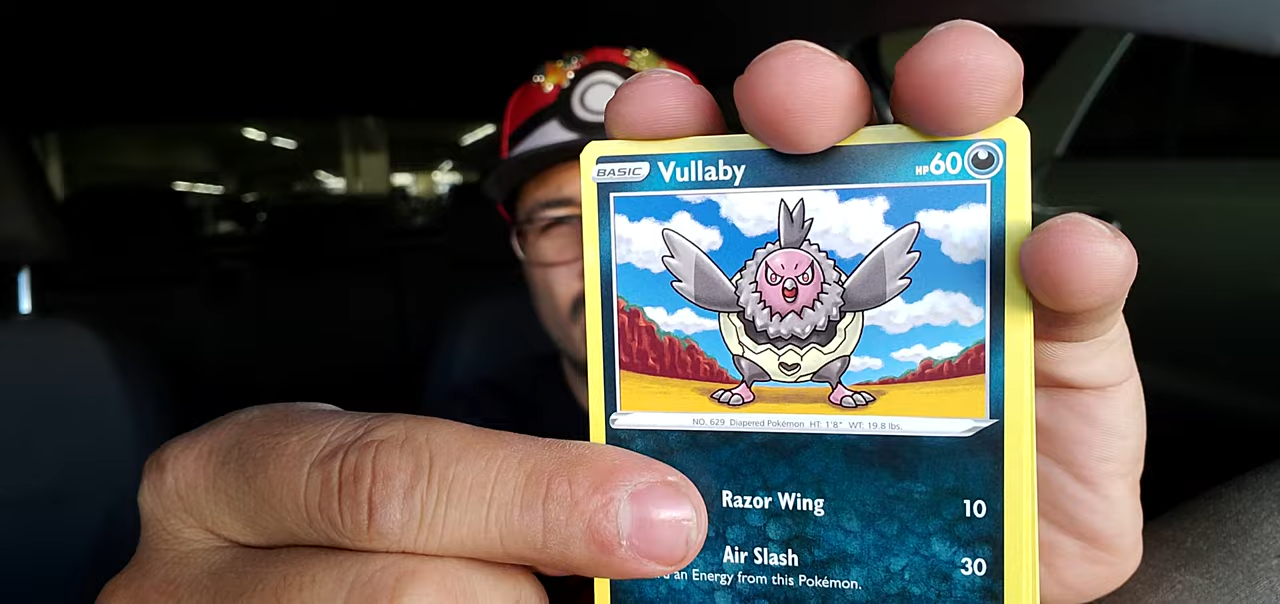 BASIC Vullaby HP60
NO. 629 Diapered Pokémon HT: 1'8" WT: 19.8 lbs.
Razor Wing 10
Air Slash 30
an Energy from this Pokémon.